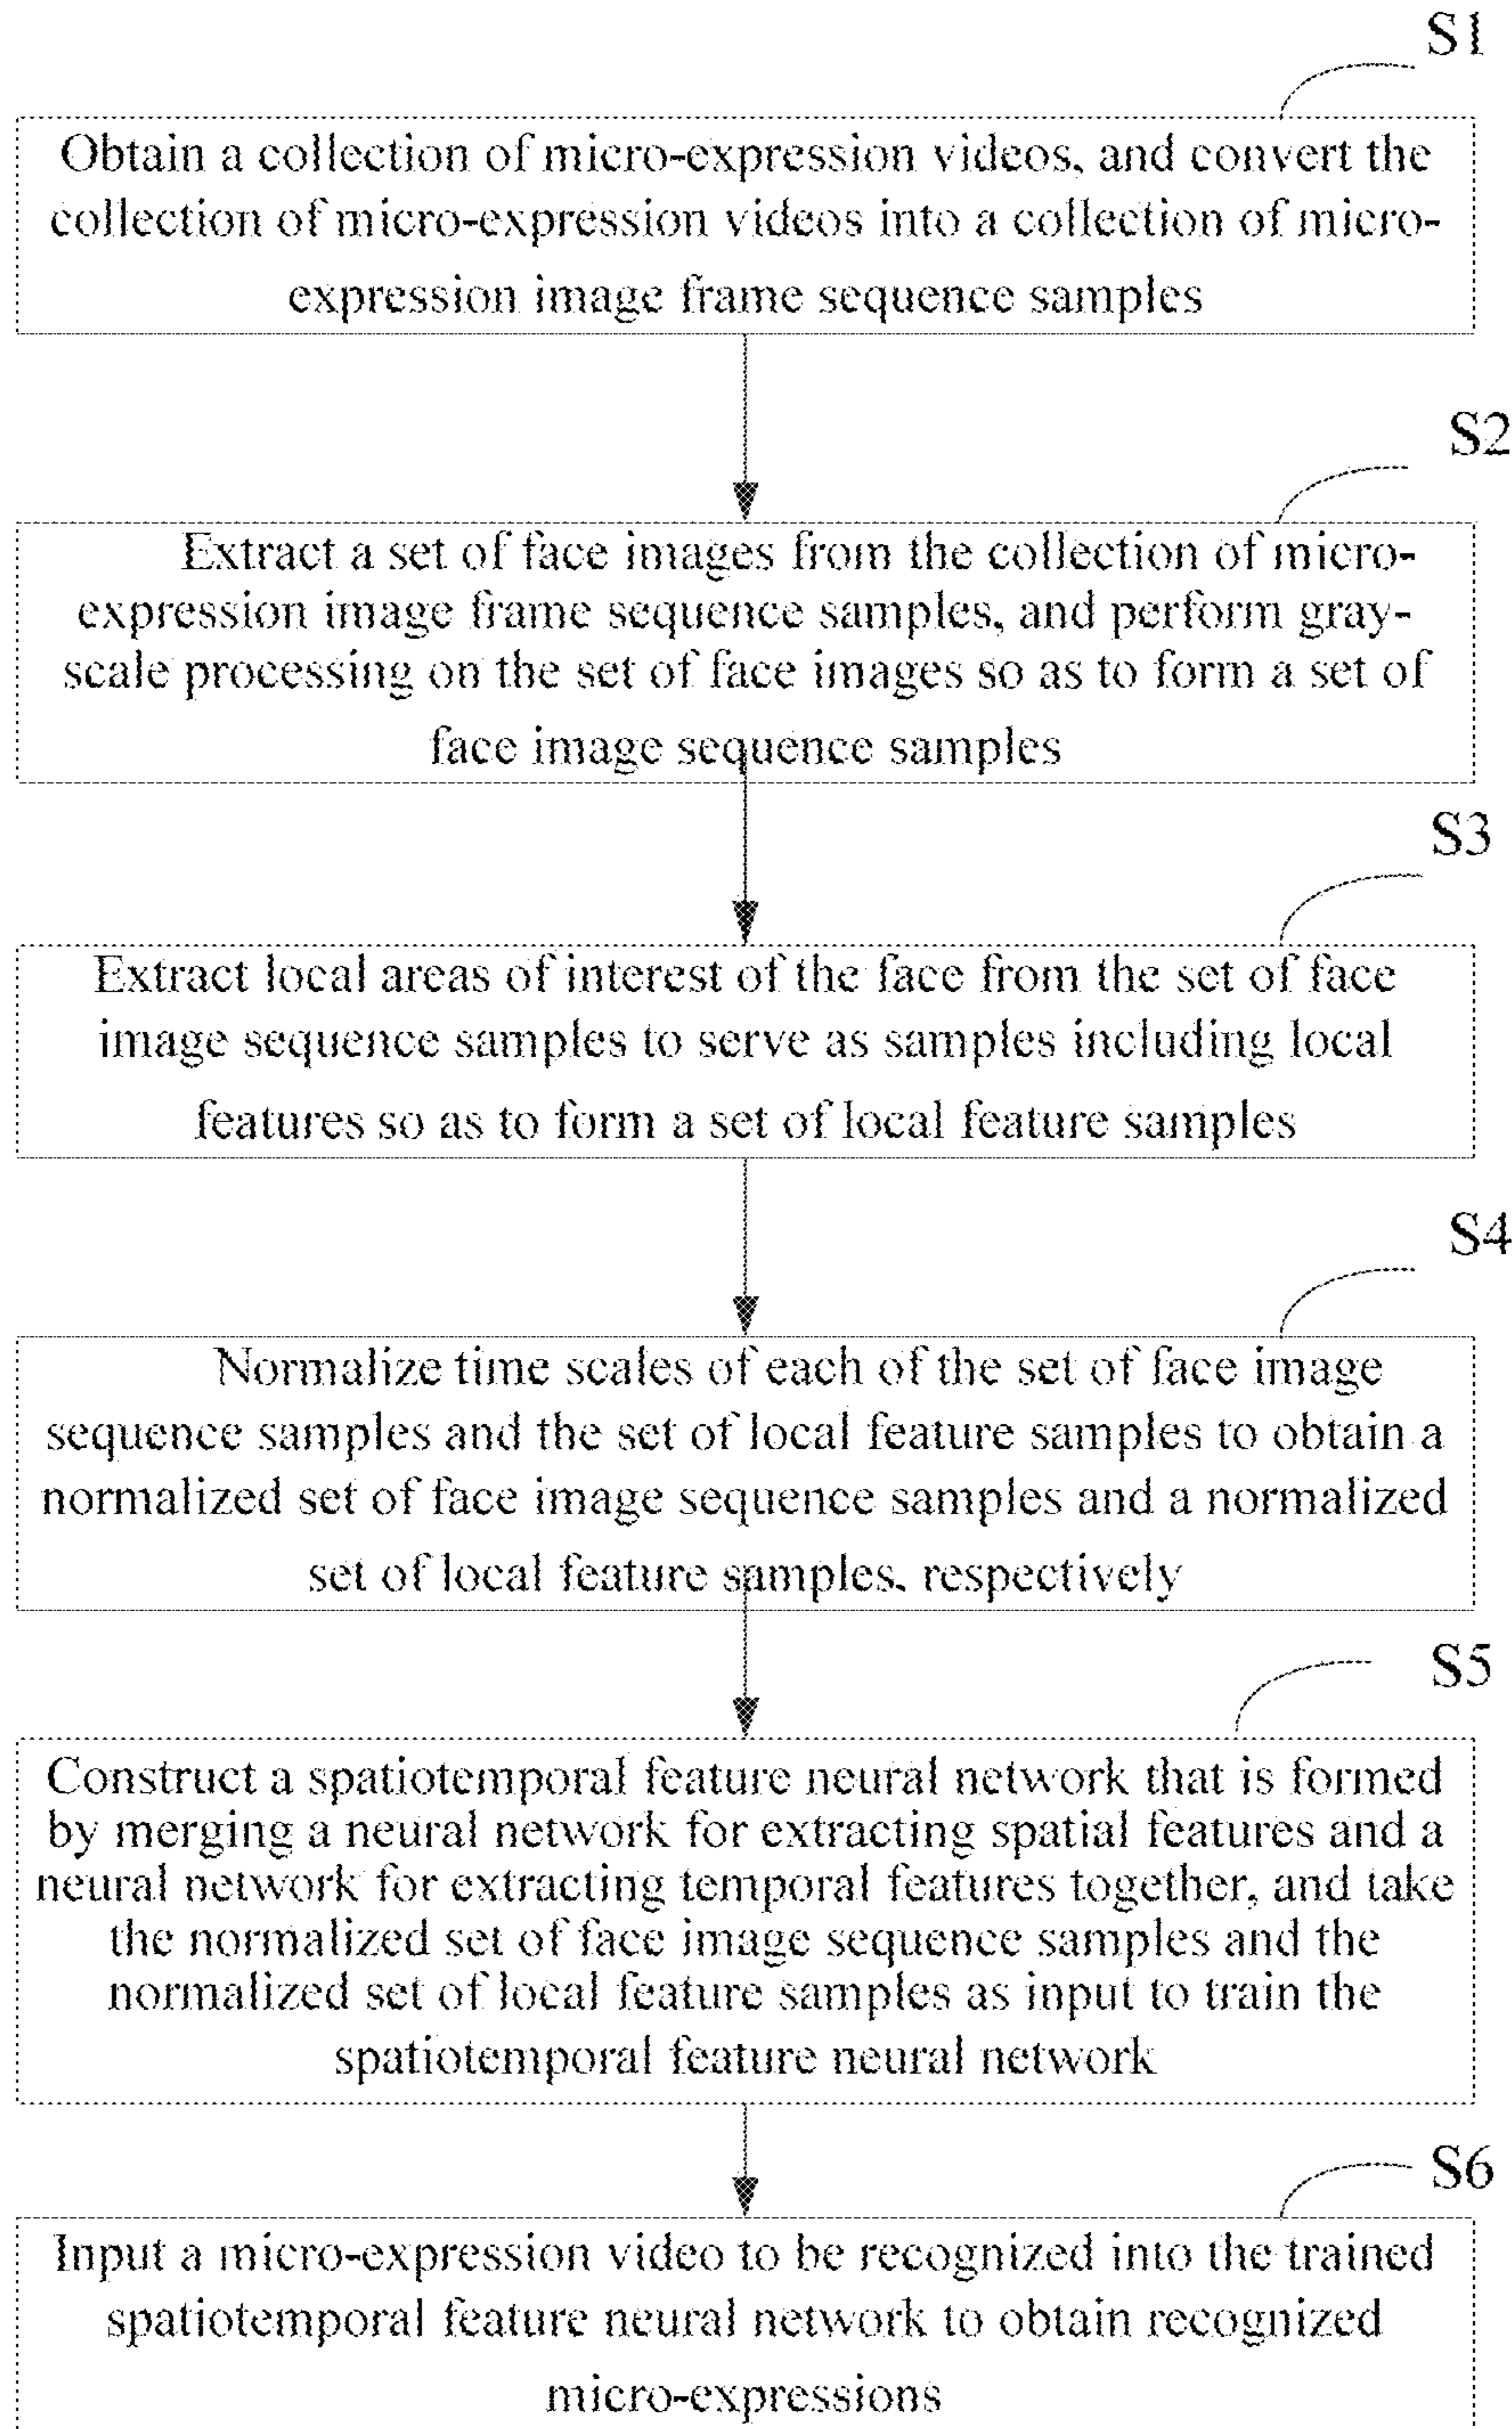 S1
Obtain a collection of micro-expression videos, and convert the
collection of micro-expression videos into a collection of micro-
expression image frame sequence samples
S2
Extract a set of face images from the collection of micro-
expression image frame sequence samples, and perform gray-
scale processing on the set of face images so as to form a set of
face image sequence samples
S3
Extract local areas of interest of the face from the set of face
image sequence samples to serve as samples including local
features so as to form a set of local feature samples
S4
Normalize time scales of each of the set of face image
sequence samples and the set of local feature samples to obtain a
normalized set of face image sequence samples and a normalized
set of local feature samples, respectively
S5
Construct a spatiotemporal feature neural network that is formed
by merging a neural network for extracting spatial features and a
neural network for extracting temporal features together, and take
the normalized set of face image sequence samples and the
normalized set of local feature samples as input to train the
spatiotemporal feature neural network
S6
Input a micro-expression video to be recognized into the trained
spatiotemporal feature neural network to obtain recognized
micro-expressions